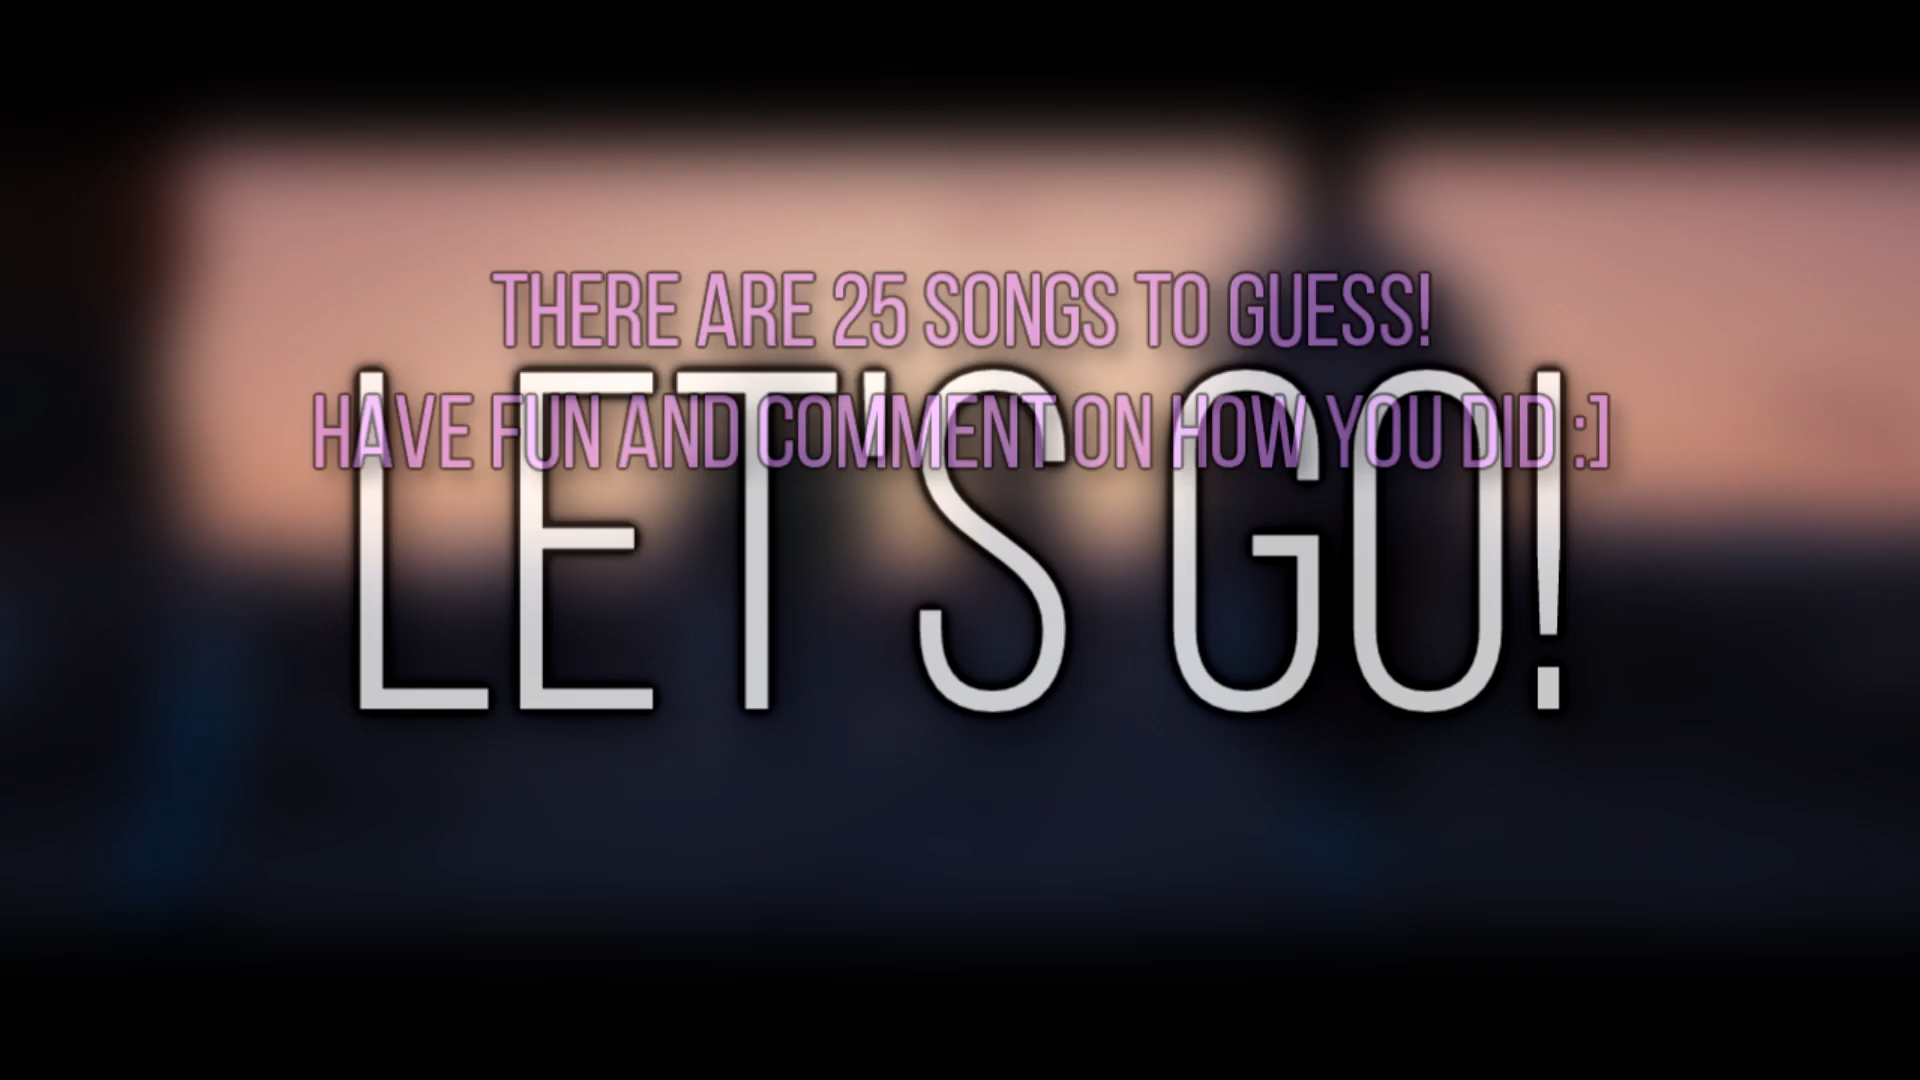 THERE ARE 25 SONGS TO GUESS!
HAVE FUN AND COMMENT ON HOW YOU DID :]
LET'S GO!